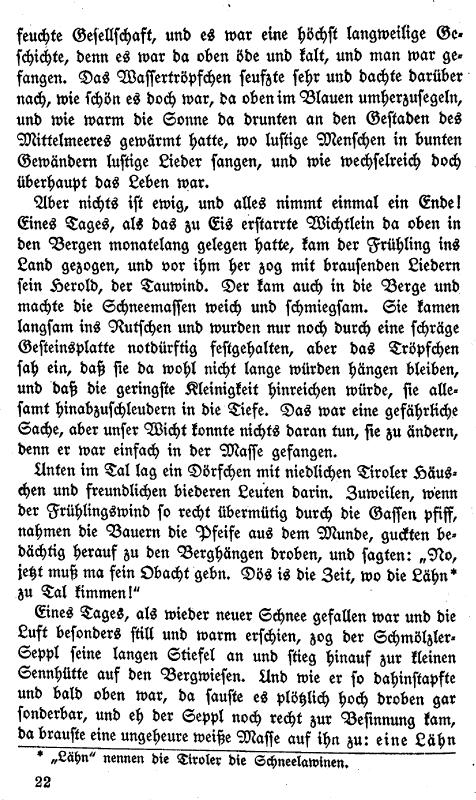 feuchte Gesellschaft, und es war eine höchst langweilige Ge-
schichte, denn es war da oben öde und kalt, und man war ge-
fangen. Das Wassertröpfchen seufzte sehr und dachte darüber
nach, wie schön es doch war, da oben im Blauen umherzusegeln,
und wie warm die Sonne da drunten an den Gestaden des
Mittelmeeres gewärmt hatte, wo lustige Menschen in bunten
Gewändern lustige Lieder sangen, und wie wechselreich doch
überhaupt das Leben war.
Aber nichts ist ewig, und alles nimmt einmal ein Ende!
Eines Tages, als das zu Eis erstarrte Wichtlein da oben in
den Bergen monatelang gelegen hatte, kam der Frühling ins
Land gezogen, und vor ihm her zog mit brausenden Liedern
sein Herold, der Tauwind. Der kam auch in die Berge und
machte die Schneemassen weich und schmiegsam. Sie kamen
langsam ins Rutschen und wurden nur noch durch eine schräge
Gesteinsplatte notdürftig festgehalten, aber das Tröpfchen
sah ein, daß sie da wohl nicht lange würden hängen bleiben,
und daß die geringste Kleinigkeit hinreichen würde, sie alle-
samt hinabzuschleudern in die Tiefe. Das war eine gefährliche
Sache, aber unser Wicht konnte nichts daran tun, sie zu ändern,
denn er war einfach in der Masse gefangen.
Unten im Tal lag ein Dörfchen mit niedlichen Tiroler Häus-
chen und freundlichen biederen Leuten darin. Zuweilen, wenn
der Frühlingswind so recht übermütig durch die Gassen pfiff,
nahmen die Bauern die Pfeife aus dem Munde, guckten be-
dächtig herauf zu den Berghängen droben, und sagten: „No,
jetzt muß ma fein Obacht gebn. Dös is die Zeit, wo die Lähn*
zu Tal kimmen!“
Eines Tages, als wieder neuer Schnee gefallen war und die
Luft besonders still und warm erschien, zog der Schmölzler-
Seppl seine langen Stiefel an und stieg hinauf zur kleinen
Sennhütte auf den Bergwiesen. Und wie er so dahinstapfte
und bald oben war, da sauste es plötzlich hoch droben gar
sonderbar, und eh der Seppl noch recht zur Besinnung kam,
da brauste eine ungeheure weiße Masse auf ihn zu: eine Lähn
* „Lähn“ nennen die Tiroler die Schneelawinen.
22